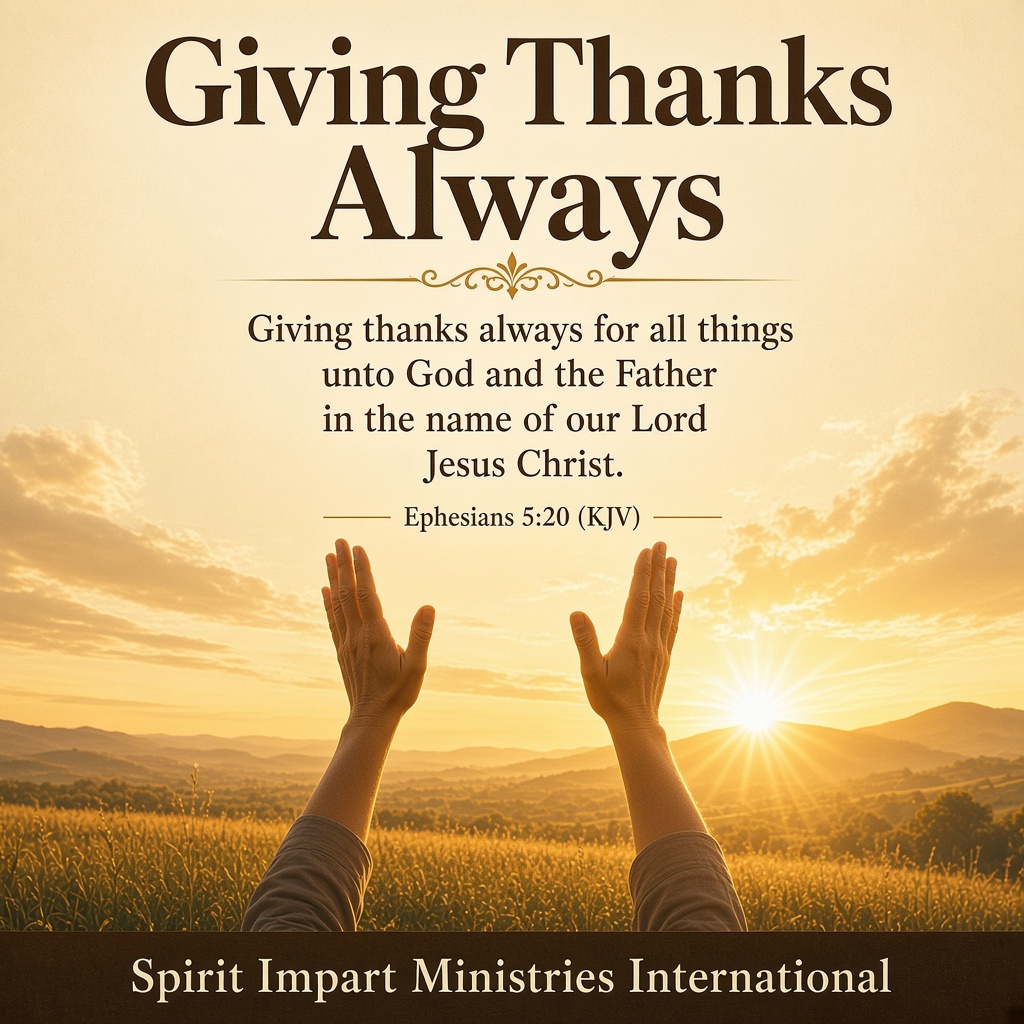 Giving Thanks
Always
Giving thanks always for all things
unto God and the Father
in the name of our Lord
Jesus Christ.
Ephesians 5:20 (KJV)
Spirit Impart Ministries International